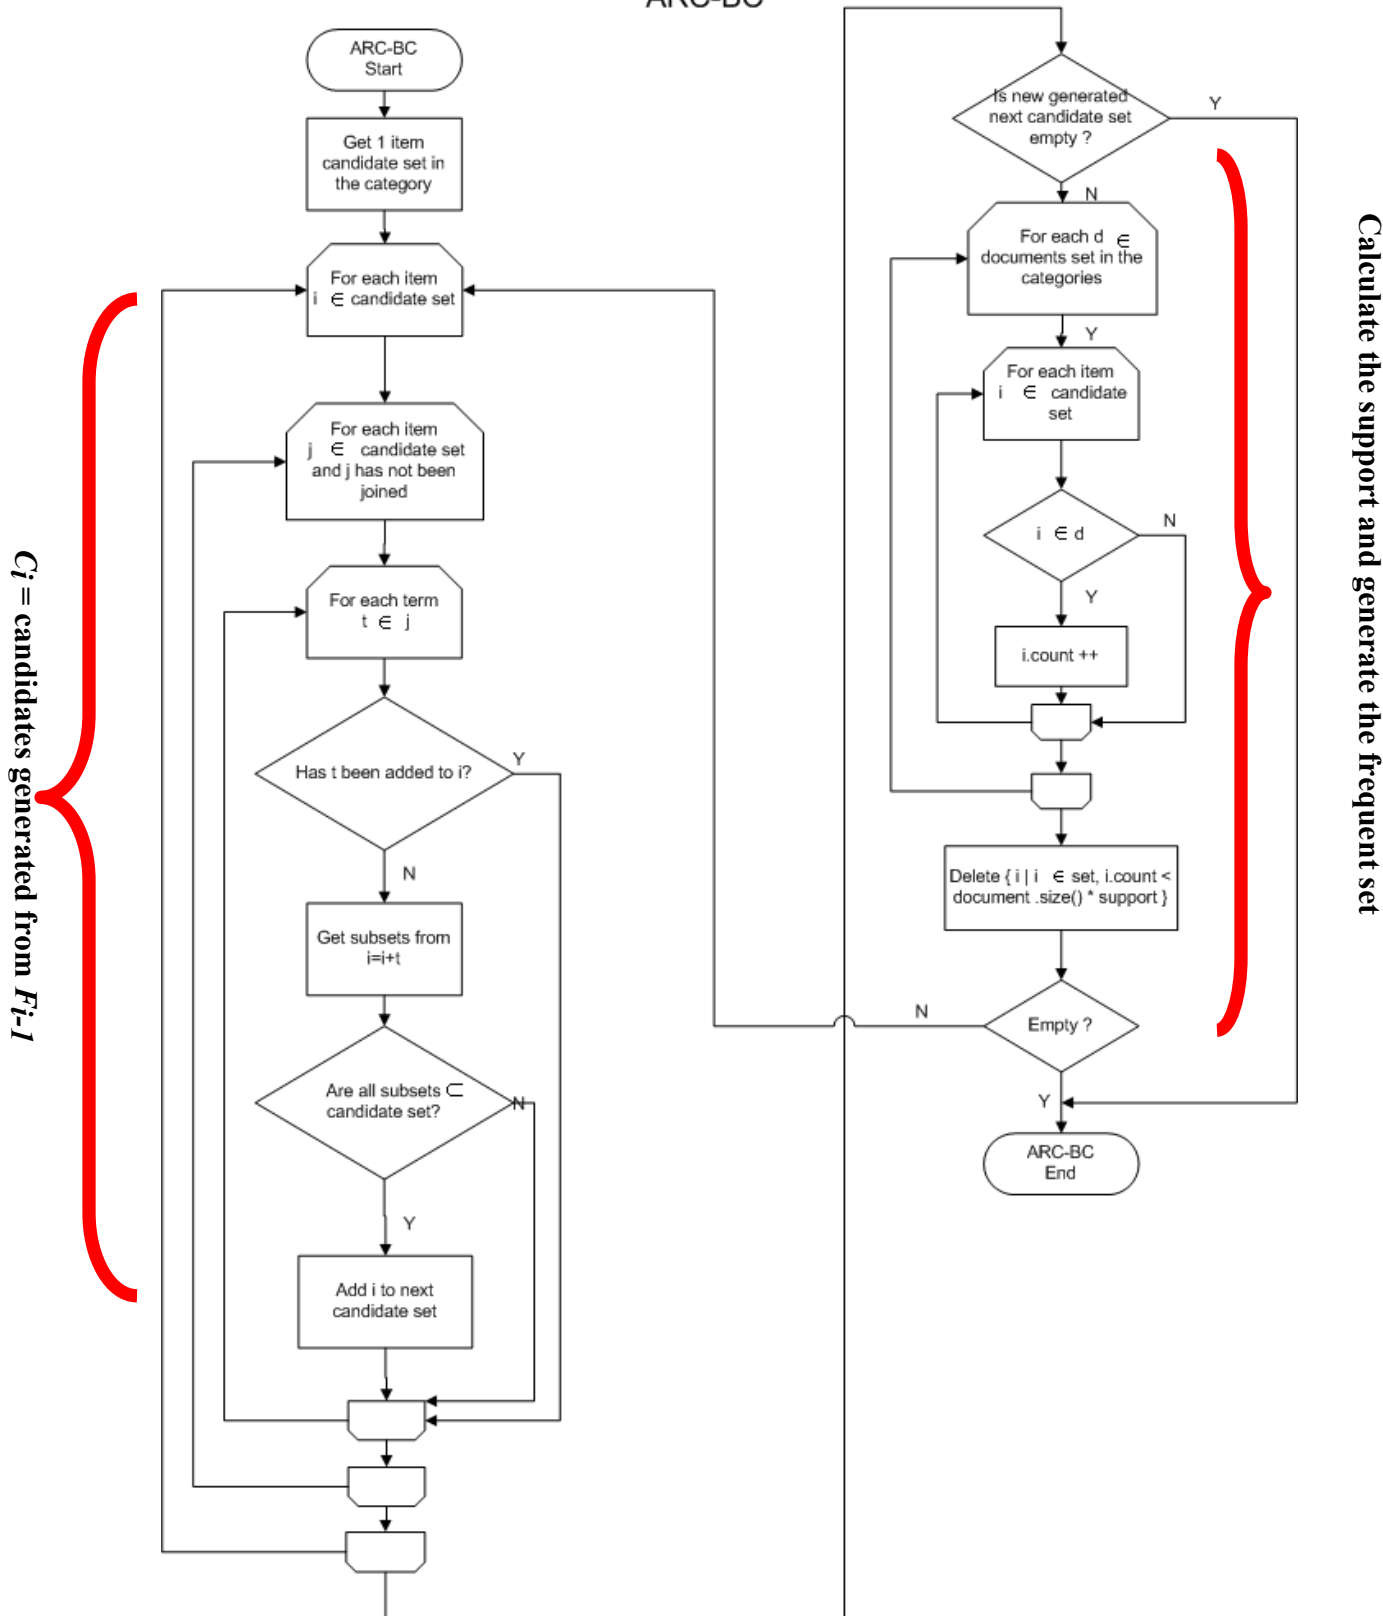 ARC-BC
ARC-BC
Start
Get 1 item
candidate set in
the category
For each item
i ∈ candidate set
For each item
j ∈ candidate set
and j has not been
joined
For each term
t ∈ j
Has t been added to i?
Y
N
Get subsets from
i=i+t
Are all subsets ⊂
candidate set?
N
Y
Add i to next
candidate set
Ci = candidates generated from Fi-1
Is new generated
next candidate set
empty ?
Y
N
For each d ∈
documents set in the
categories
Y
For each item
i ∈ candidate
set
i ∈ d
N
Y
i.count ++
Delete { i | i ∈ set, i.count <
document .size() * support }
Empty ?
N
Y
ARC-BC
End
Calculate the support and generate the frequent set